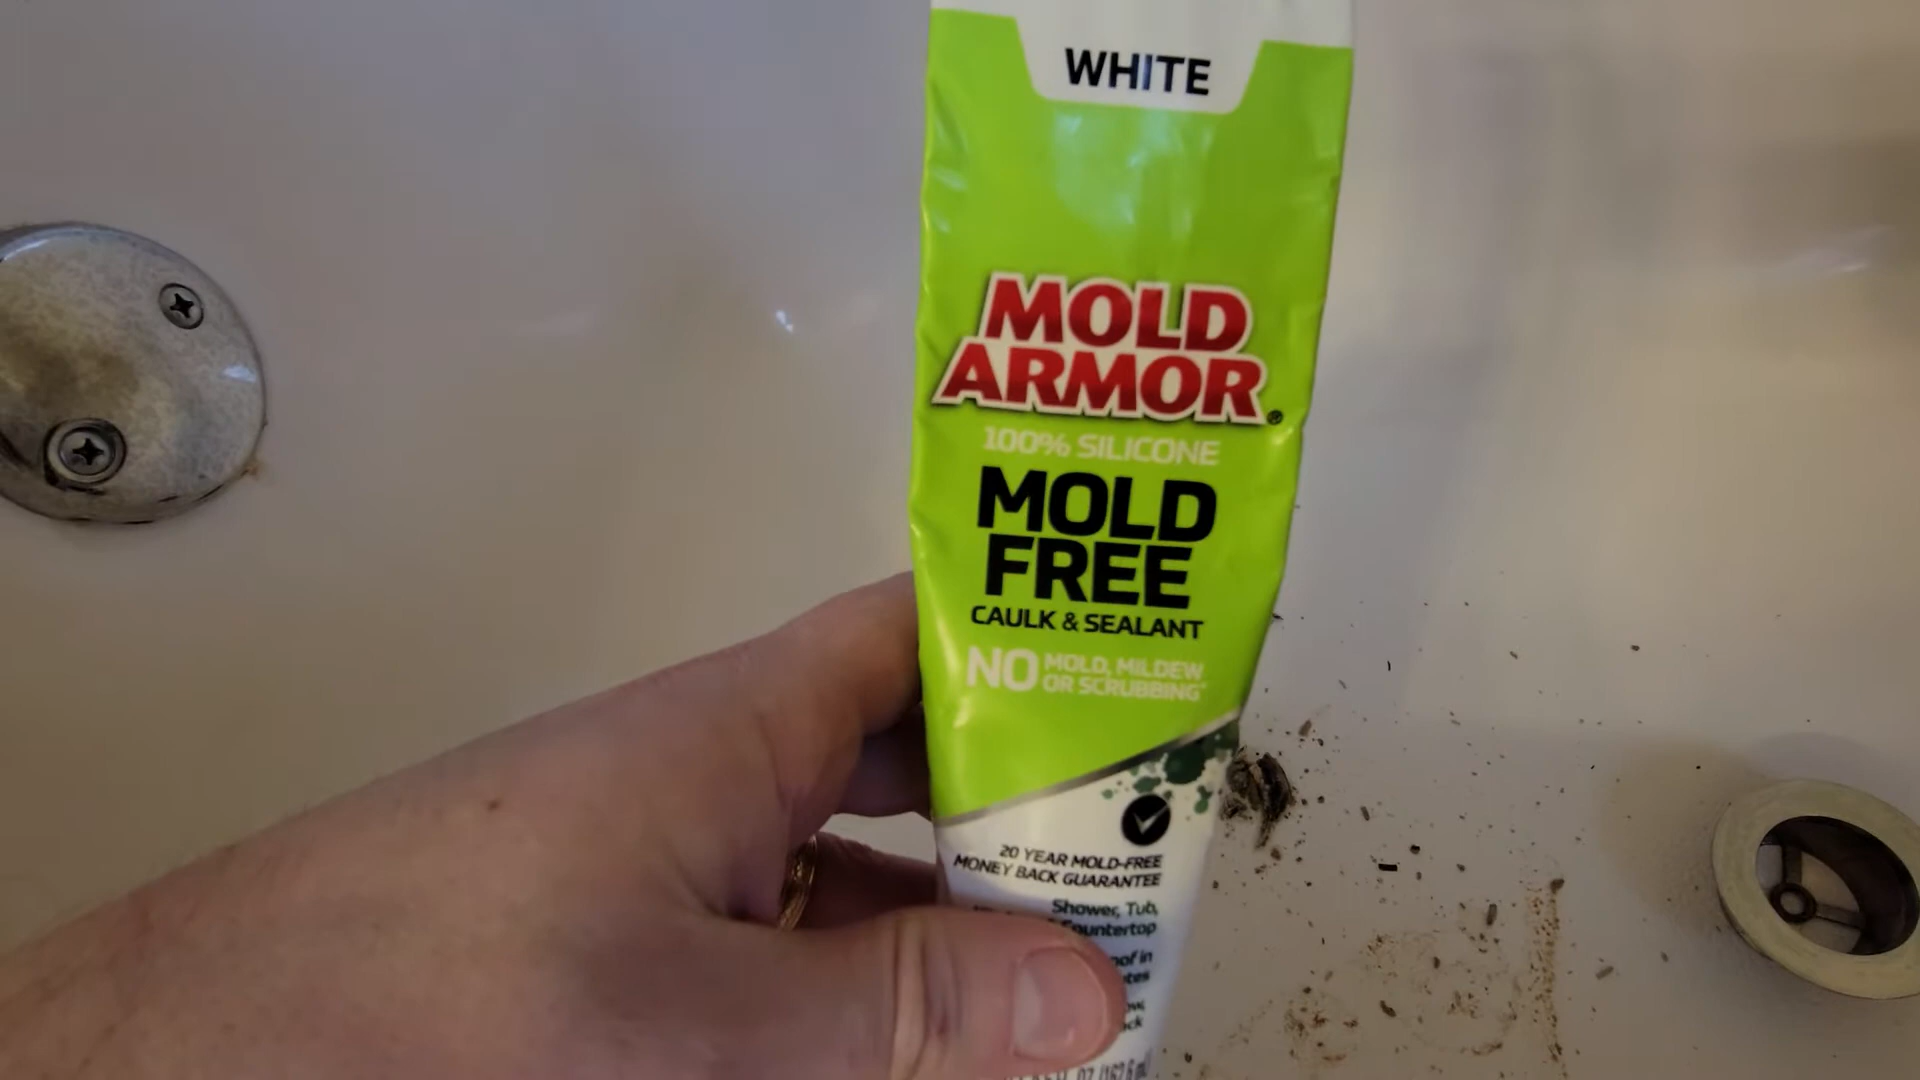 WHITE
MOLD
ARMOR®
100% SILICONE
MOLD
FREE
CAULK & SEALANT
NO MOLD, MILDEW
OR SCRUBBING*
20 YEAR MOLD-FREE
MONEY BACK GUARANTEE
Shower, Tub,
Countertop